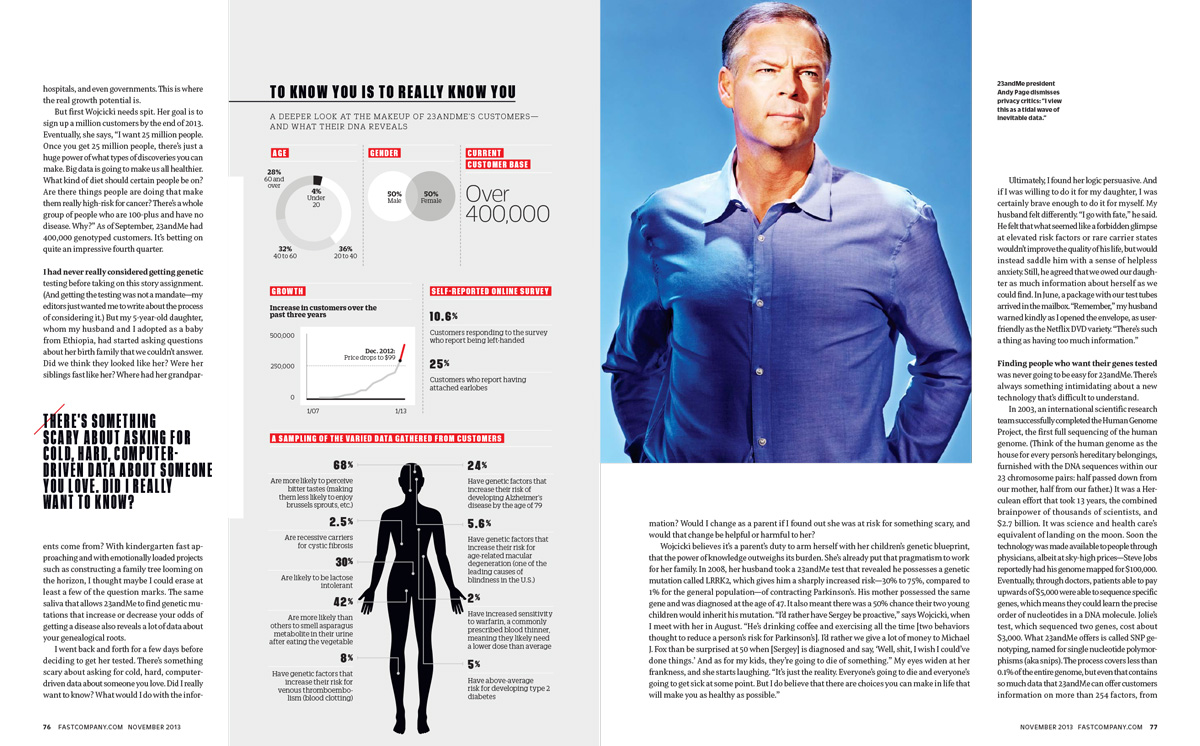 hospitals, and even governments. This is where
the real growth potential is.
But first Wojcicki needs spit. Her goal is to
sign up a million customers by the end of 2013.
Eventually, she says, “I want 25 million people.
Once you get 25 million people, there’s just a
huge power of what types of discoveries you can
make. Big data is going to make us all healthier.
What kind of diet should certain people be on?
Are there things people are doing that make
them really high-risk for cancer? There’s a whole
group of people who are 100-plus and have no
disease. Why?” As of September, 23andMe had
400,000 genotyped customers. It’s betting on
quite an impressive fourth quarter.
I had never really considered getting genetic
testing before taking on this story assignment.
(And getting the testing was not a mandate—my
editors just wanted me to write about the process
of considering it.) But my 5-year-old daughter,
whom my husband and I adopted as a baby
from Ethiopia, had started asking questions
about her birth family that we couldn’t answer.
Did we think they looked like her? Were her
siblings fast like her? Where had her grandpar-
THERE’S SOMETHING
SCARY ABOUT ASKING FOR
COLD, HARD, COMPUTER-
DRIVEN DATA ABOUT SOMEONE
YOU LOVE. DID I REALLY
WANT TO KNOW?
ents come from? With kindergarten fast ap-
proaching and with emotionally loaded projects
such as constructing a family tree looming on
the horizon, I thought maybe I could erase at
least a few of the question marks. The same
saliva that allows 23andMe to find genetic mu-
tations that increase or decrease your odds of
getting a disease also reveals a lot of data about
your genealogical roots.
I went back and forth for a few days before
deciding to get her tested. There’s something
scary about asking for cold, hard, computer-
driven data about someone you love. Did I really
want to know? What would I do with the infor-
76 FASTCOMPANY.COM NOVEMBER 2013
TO KNOW YOU IS TO REALLY KNOW YOU
A DEEPER LOOK AT THE MAKEUP OF 23ANDME’S CUSTOMERS—
AND WHAT THEIR DNA REVEALS
AGE
28%
60 and
over
4%
Under
20
32%
40 to 60
36%
20 to 40
GENDER
50%
Male
50%
Female
CURRENT
CUSTOMER BASE
Over
400,000
GROWTH
Increase in customers over the
past three years
500,000
250,000
0
Dec. 2012:
Price drops to $99
1/07
1/13
SELF-REPORTED ONLINE SURVEY
10.6%
Customers responding to the survey
who report being left-handed
25%
Customers who report having
attached earlobes
A SAMPLING OF THE VARIED DATA GATHERED FROM CUSTOMERS
68%
Are more likely to perceive
bitter tastes (making
them less likely to enjoy
brussels sprouts, etc.)
2.5%
Are recessive carriers
for cystic fibrosis
30%
Are likely to be lactose
intolerant
42%
Are more likely than
others to smell asparagus
metabolite in their urine
after eating the vegetable
8%
Have genetic factors that
increase their risk for
venous thromboembo-
lism (blood clotting)
24%
Have genetic factors that
increase their risk of
developing Alzheimer’s
disease by the age of 79
5.6%
Have genetic factors that
increase their risk for
age-related macular
degeneration (one of the
leading causes of
blindness in the U.S.)
2%
Have increased sensitivity
to warfarin, a commonly
prescribed blood thinner,
meaning they likely need
a lower dose than average
5%
Have above-average
risk for developing type 2
diabetes
23andMe president
Andy Page dismisses
privacy critics: “I view
this as a tidal wave of
inevitable data.”
mation? Would I change as a parent if I found out she was at risk for something scary, and
would that change be helpful or harmful to her?
Wojcicki believes it’s a parent’s duty to arm herself with her children’s genetic blueprint,
that the power of knowledge outweighs its burden. She’s already put that pragmatism to work
for her family. In 2008, her husband took a 23andMe test that revealed he possesses a genetic
mutation called LRRK2, which gives him a sharply increased risk—30% to 75%, compared to
1% for the general population—of contracting Parkinson’s. His mother possessed the same
gene and was diagnosed at the age of 47. It also meant there was a 50% chance their two young
children would inherit his mutation. “I’d rather have Sergey be proactive,” says Wojcicki, when
I meet with her in August. “He’s drinking coffee and exercising all the time [two behaviors
thought to reduce a person’s risk for Parkinson’s]. I’d rather we give a lot of money to Michael
J. Fox than be surprised at 50 when [Sergey] is diagnosed and say, ‘Well, shit, I wish I could’ve
done things.’ And as for my kids, they’re going to die of something.” My eyes widen at her
frankness, and she starts laughing. “It’s just the reality. Everyone’s going to die and everyone’s
going to get sick at some point. But I do believe that there are choices you can make in life that
will make you as healthy as possible.”
Ultimately, I found her logic persuasive. And
if I was willing to do it for my daughter, I was
certainly brave enough to do it for myself. My
husband felt differently. “I go with fate,” he said.
He felt that what seemed like a forbidden glimpse
at elevated risk factors or rare carrier states
wouldn’t improve the quality of his life, but would
instead saddle him with a sense of helpless
anxiety. Still, he agreed that we owed our daugh-
ter as much information about herself as we
could find. In June, a package with our test tubes
arrived in the mailbox. “Remember,” my husband
warned kindly as I opened the envelope, as user-
friendly as the Netflix DVD variety. “There’s such
a thing as having too much information.”
Finding people who want their genes tested
was never going to be easy for 23andMe. There’s
always something intimidating about a new
technology that’s difficult to understand.
In 2003, an international scientific research
team successfully completed the Human Genome
Project, the first full sequencing of the human
genome. (Think of the human genome as the
house for every person’s hereditary belongings,
furnished with the DNA sequences within our
23 chromosome pairs: half passed down from
our mother, half from our father.) It was a Her-
culean effort that took 13 years, the combined
brainpower of thousands of scientists, and
$2.7 billion. It was science and health care’s
equivalent of landing on the moon. Soon the
technology was made available to people through
physicians, albeit at sky-high prices—Steve Jobs
reportedly had his genome mapped for $100,000.
Eventually, through doctors, patients able to pay
upwards of $5,000 were able to sequence specific
genes, which means they could learn the precise
order of nucleotides in a DNA molecule. Jolie’s
test, which sequenced two genes, cost about
$3,000. What 23andMe offers is called SNP ge-
notyping, named for single nucleotide polymor-
phisms (aka snips). The process covers less than
0.1% of the entire genome, but even that contains
so much data that 23andMe can offer customers
information on more than 254 factors, from
NOVEMBER 2013 FASTCOMPANY.COM 77